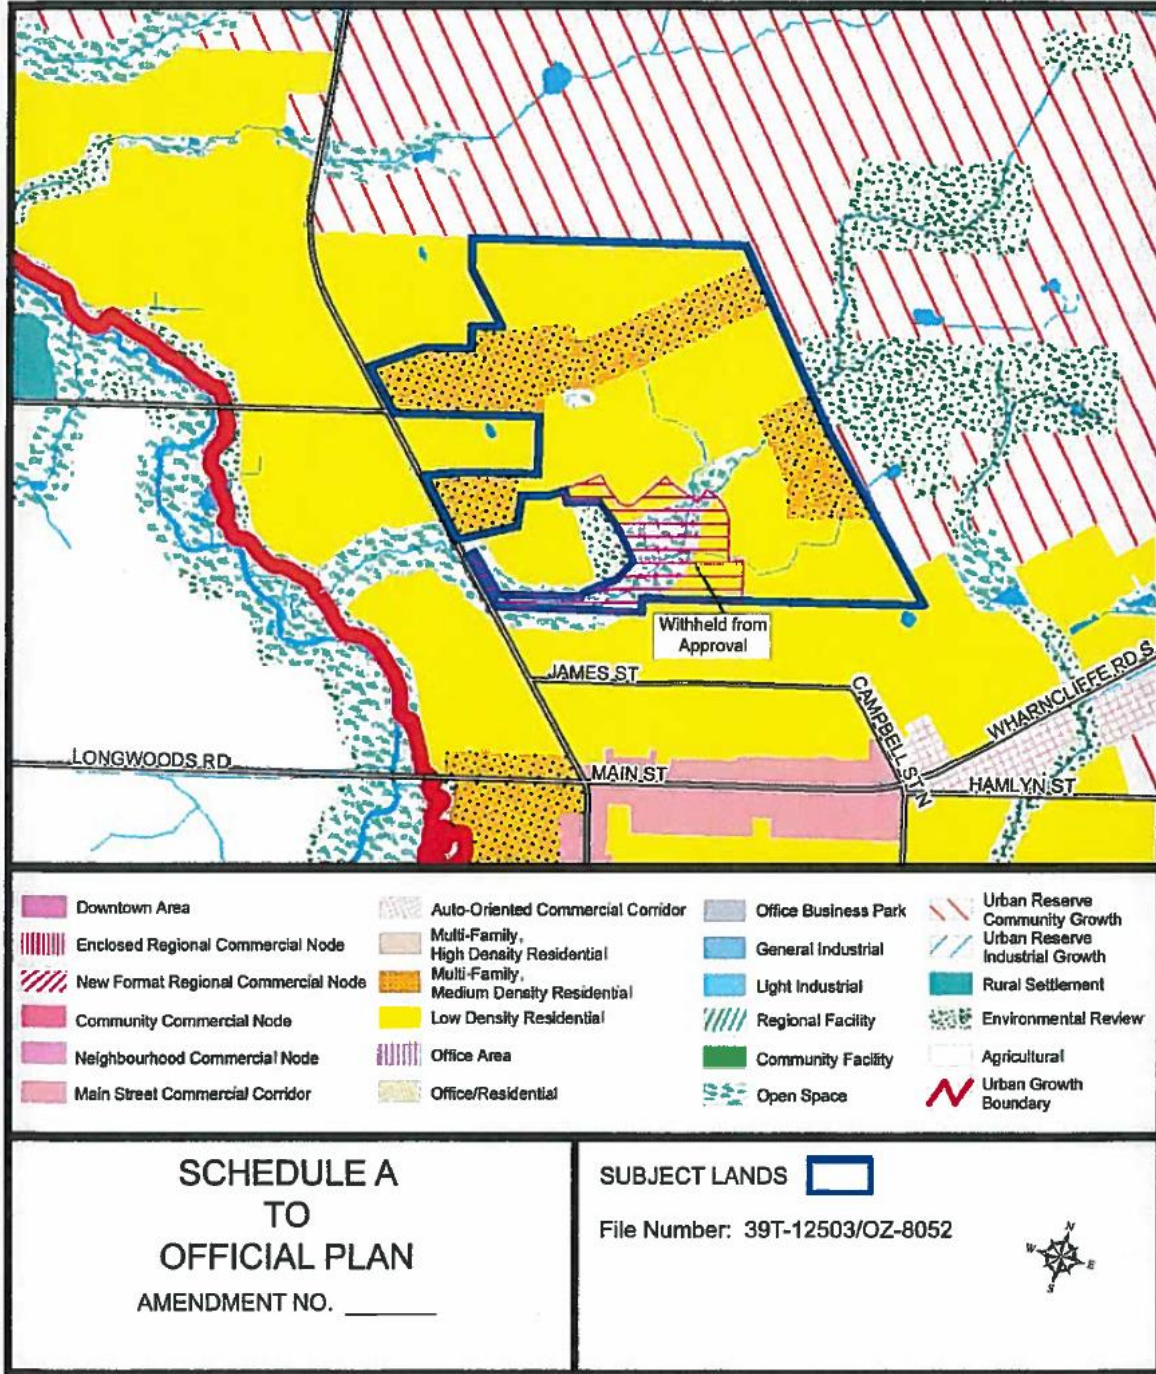 Withheld from
Approval
JAMES ST
CAMPBELL ST N
WHARNCLIFFE RD S
LONGWOODS RD
MAIN ST
HAMLYN ST
Downtown Area
Enclosed Regional Commercial Node
New Format Regional Commercial Node
Community Commercial Node
Neighbourhood Commercial Node
Main Street Commercial Corridor
Auto-Oriented Commercial Corridor
Multi-Family,
High Density Residential
Multi-Family,
Medium Density Residential
Low Density Residential
Office Area
Office/Residential
Office Business Park
General Industrial
Light Industrial
Regional Facility
Community Facility
Open Space
Urban Reserve
Community Growth
Urban Reserve
Industrial Growth
Rural Settlement
Environmental Review
Agricultural
Urban Growth
Boundary
SCHEDULE A
TO
OFFICIAL PLAN
AMENDMENT NO. ______
SUBJECT LANDS
File Number: 39T-12503/OZ-8052
N
W
E
S